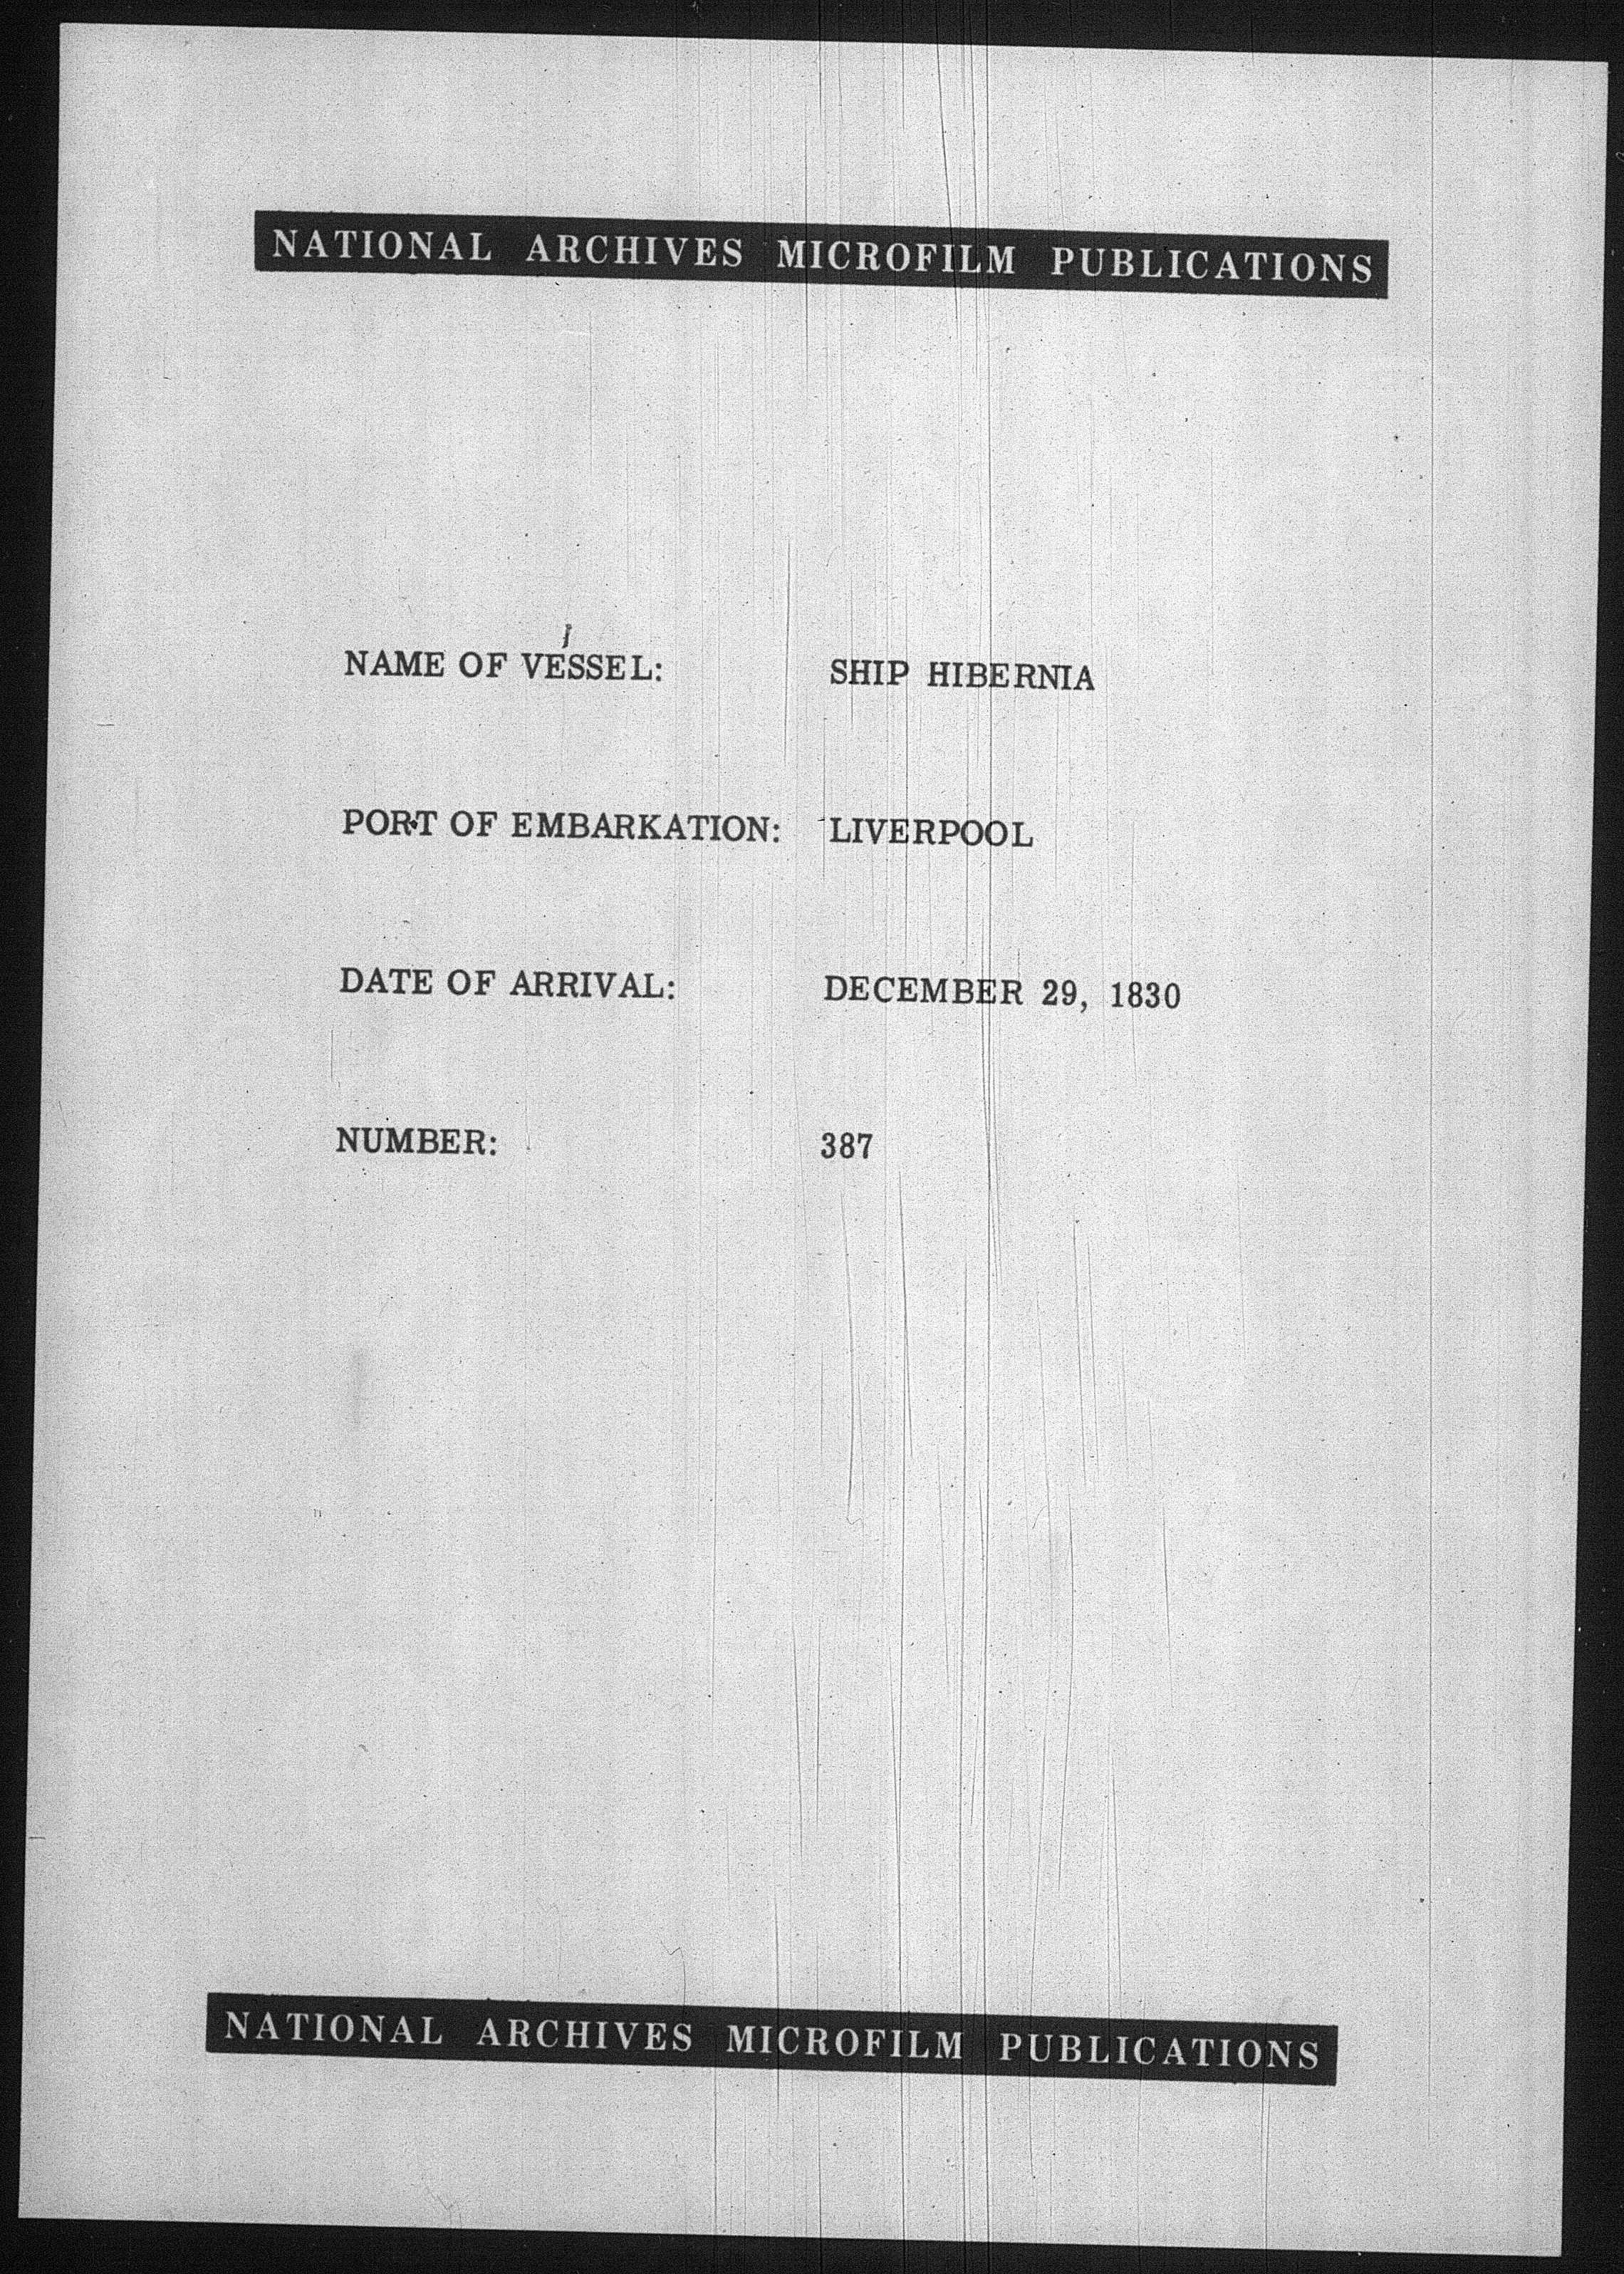 NATIONAL ARCHIVES MICROFILM PUBLICATIONS
NAME OF VESSEL: SHIP HIBERNIA
PORT OF EMBARKATION: LIVERPOOL
DATE OF ARRIVAL: DECEMBER 29, 1830
NUMBER: 387
NATIONAL ARCHIVES MICROFILM PUBLICATIONS